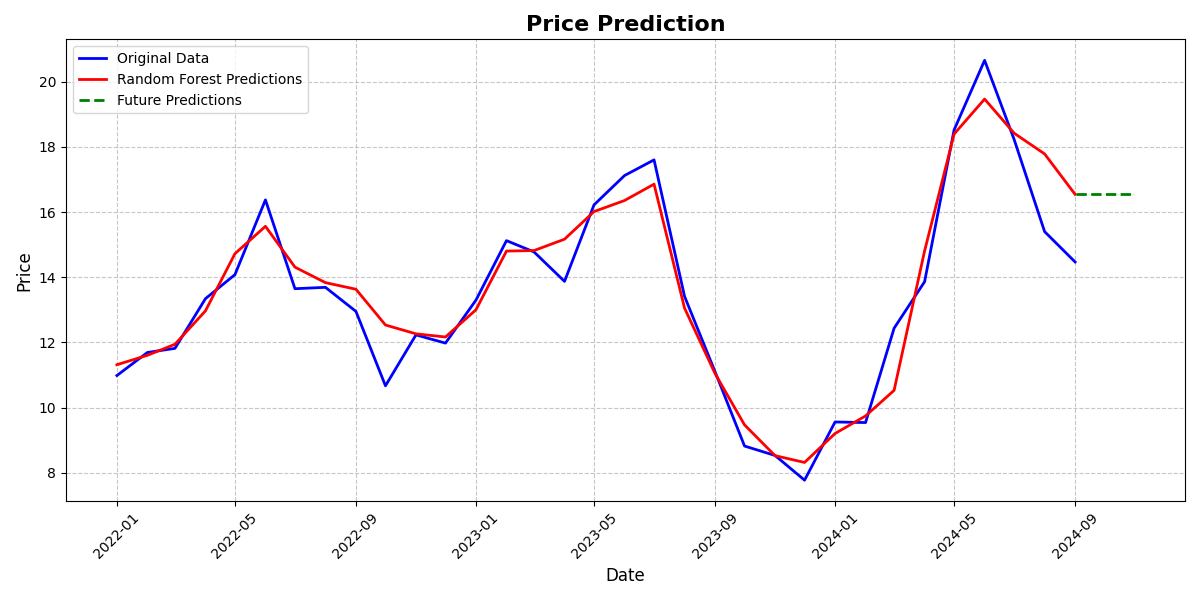 Price Prediction
Original Data
Random Forest Predictions
Future Predictions
Price
20
18
16
14
12
10
8
2022-01
2022-05
2022-09
2023-01
2023-05
2023-09
2024-01
2024-05
2024-09
Date